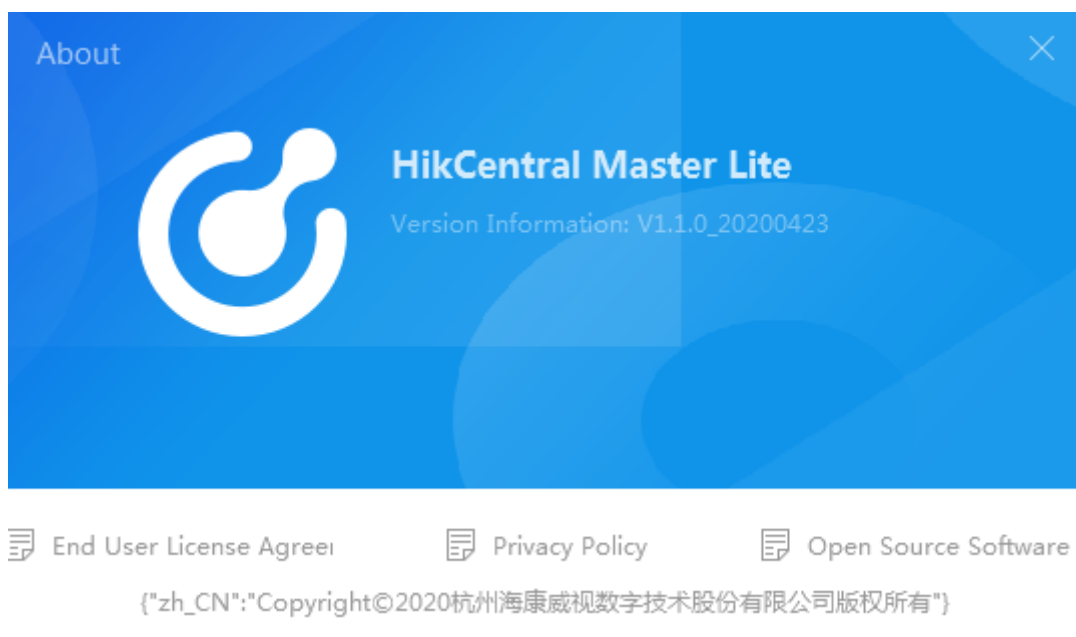 About
HikCentral Master Lite
Version Information: V1.1.0_20200423
End User License Agreei Privacy Policy Open Source Software
{"zh_CN":"Copyright©2020杭州海康威视数字技术股份有限公司版权所有"}